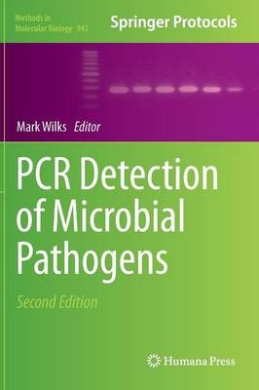 Methods in
Molecular Biology 943
Springer Protocols
Mark Wilks Editor
PCR Detection
of Microbial
Pathogens
Second Edition
Humana Press